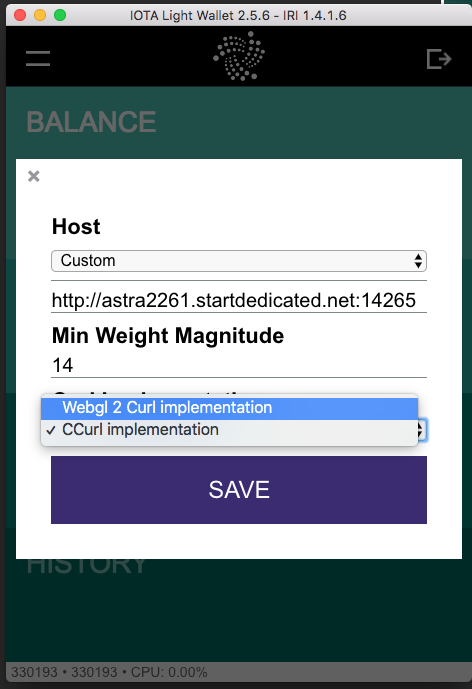 IOTA Light Wallet 2.5.6 - IRI 1.4.1.6
BALANCE
Host
Custom
http://astra2261.startdedicated.net:14265
Min Weight Magnitude
14
Webgl 2 Curl implementation
✓ CCurl implementation
SAVE
HISTORY
330193 • 330193 • CPU: 0.00%